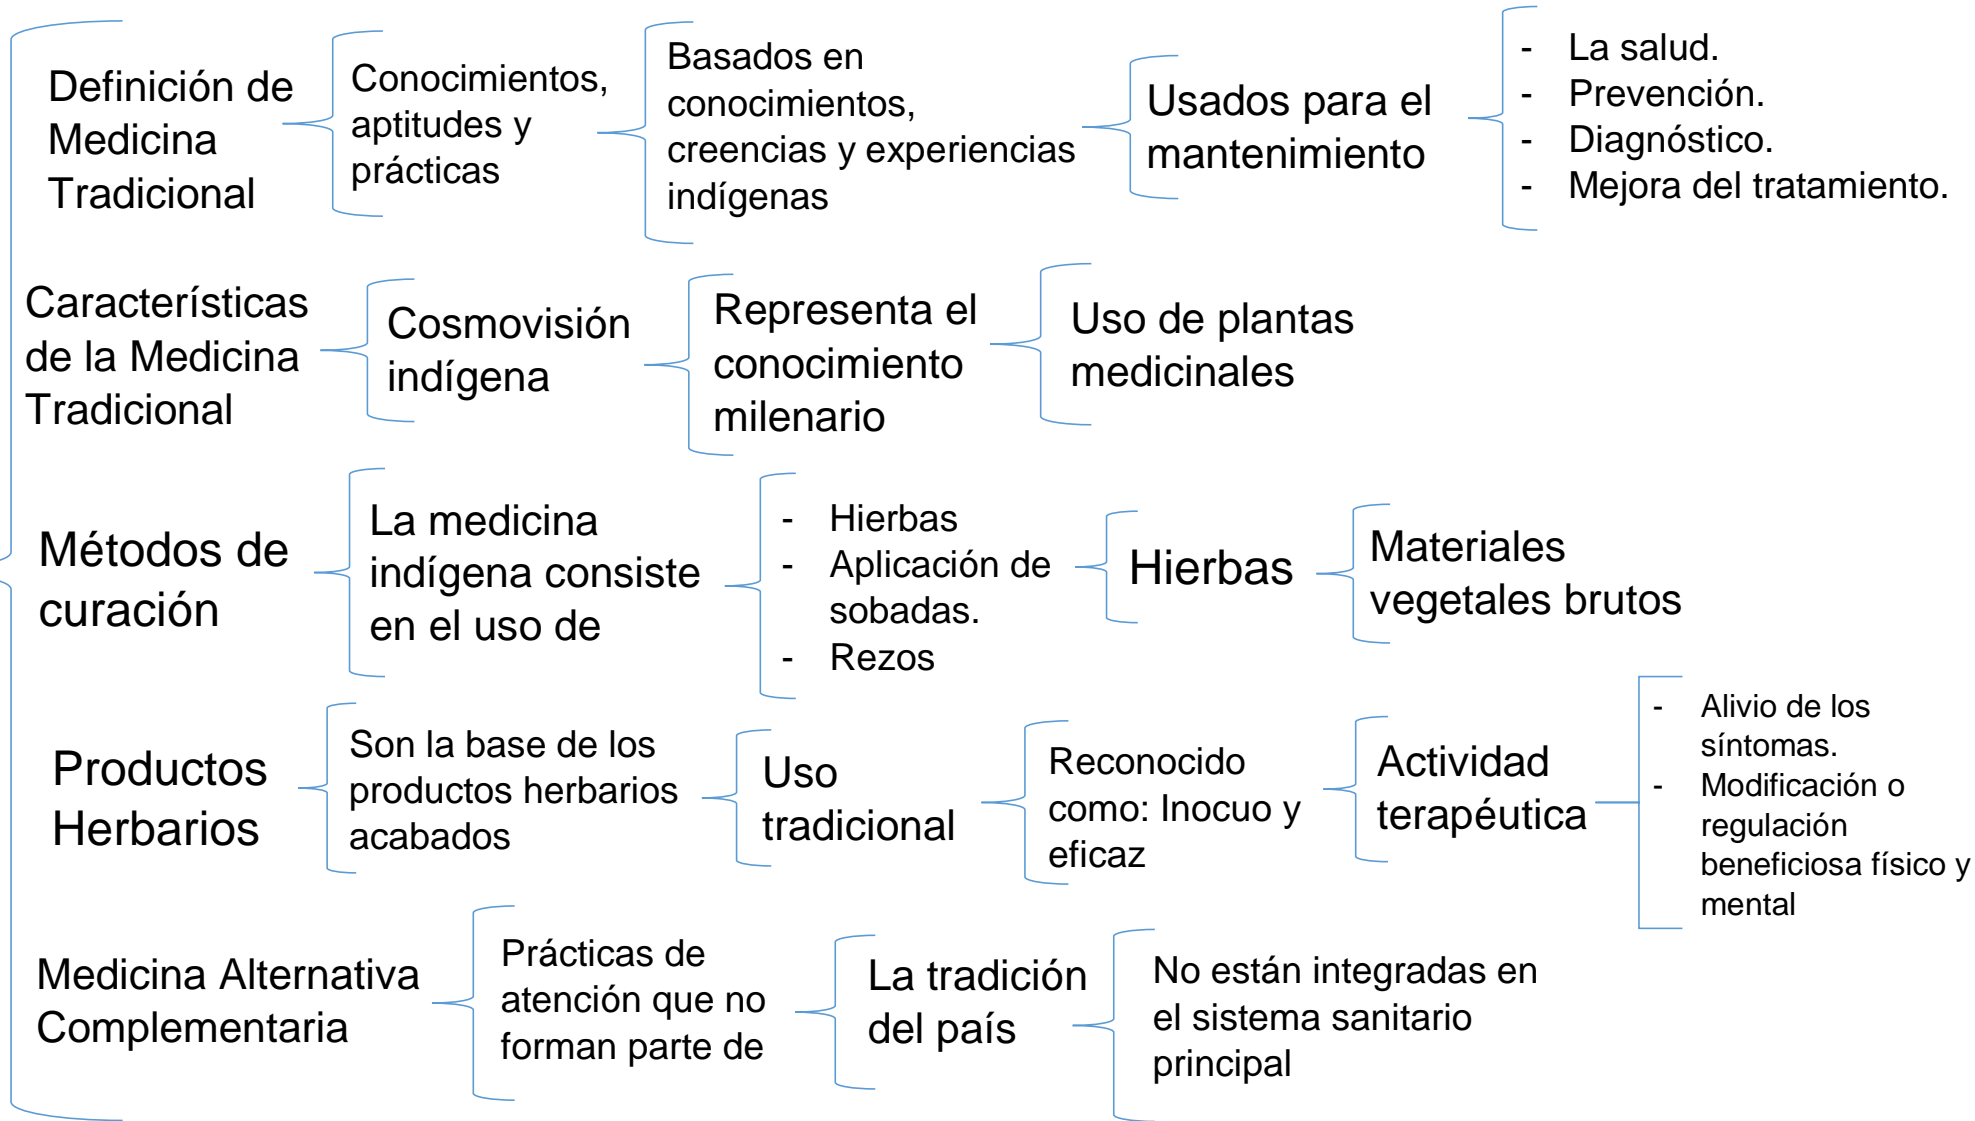 Definición de
Medicina
Tradicional
Conocimientos,
aptitudes y
prácticas
Basados en
conocimientos,
creencias y experiencias
indígenas
Usados para el
mantenimiento
- La salud.
- Prevención.
- Diagnóstico.
- Mejora del tratamiento.
Características
de la Medicina
Tradicional
Cosmovisión
indígena
Representa el
conocimiento
milenario
Uso de plantas
medicinales
Métodos de
curación
La medicina
indígena consiste
en el uso de
- Hierbas
- Aplicación de
sobadas.
- Rezos
Hierbas
Materiales
vegetales brutos
Productos
Herbarios
Son la base de los
productos herbarios
acabados
Uso
tradicional
Reconocido
como: Inocuo y
eficaz
Actividad
terapéutica
- Alivio de los
síntomas.
- Modificación o
regulación
beneficiosa físico y
mental
Medicina Alternativa
Complementaria
Prácticas de
atención que no
forman parte de
La tradición
del país
No están integradas en
el sistema sanitario
principal